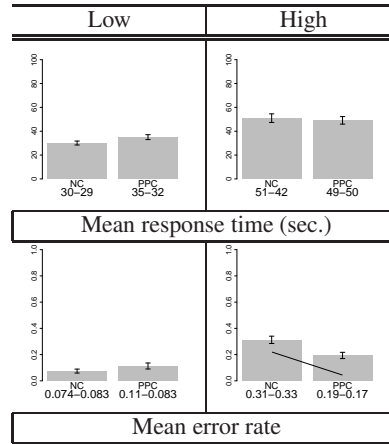 Low High
0 20 40 60 80 100
NC PPC
30–29 35–32
0 20 40 60 80 100
NC PPC
51–42 49–50
Mean response time (sec.)
0.0 0.2 0.4 0.6 0.8 1.0
NC PPC
0.074–0.083 0.11–0.083
0.0 0.2 0.4 0.6 0.8 1.0
NC PPC
0.31–0.33 0.19–0.17
Mean error rate